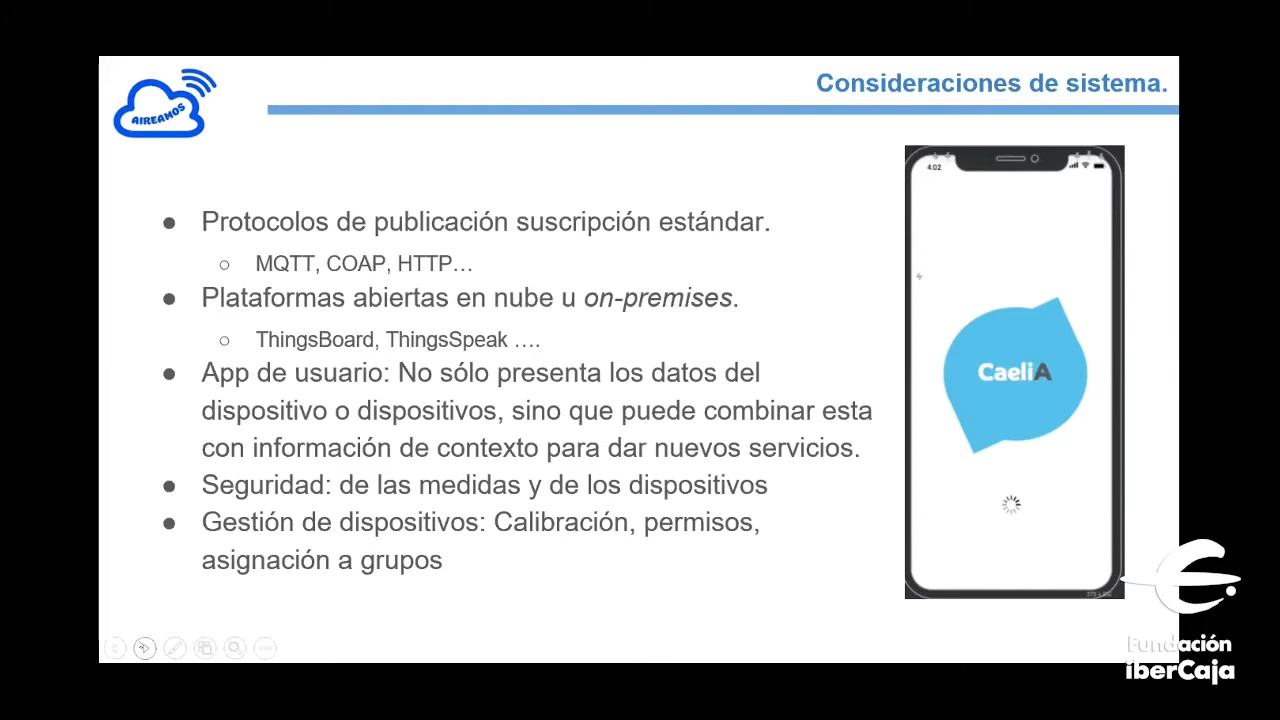 Consideraciones de sistema.
AIREAMOS
● Protocolos de publicación suscripción estándar.
○ MQTT, COAP, HTTP…
● Plataformas abiertas en nube u on-premises.
○ ThingsBoard, ThingsSpeak ….
● App de usuario: No sólo presenta los datos del
dispositivo o dispositivos, sino que puede combinar esta
con información de contexto para dar nuevos servicios.
● Seguridad: de las medidas y de los dispositivos
● Gestión de dispositivos: Calibración, permisos,
asignación a grupos
4:02
CaeliA
Fundación
iberCaja